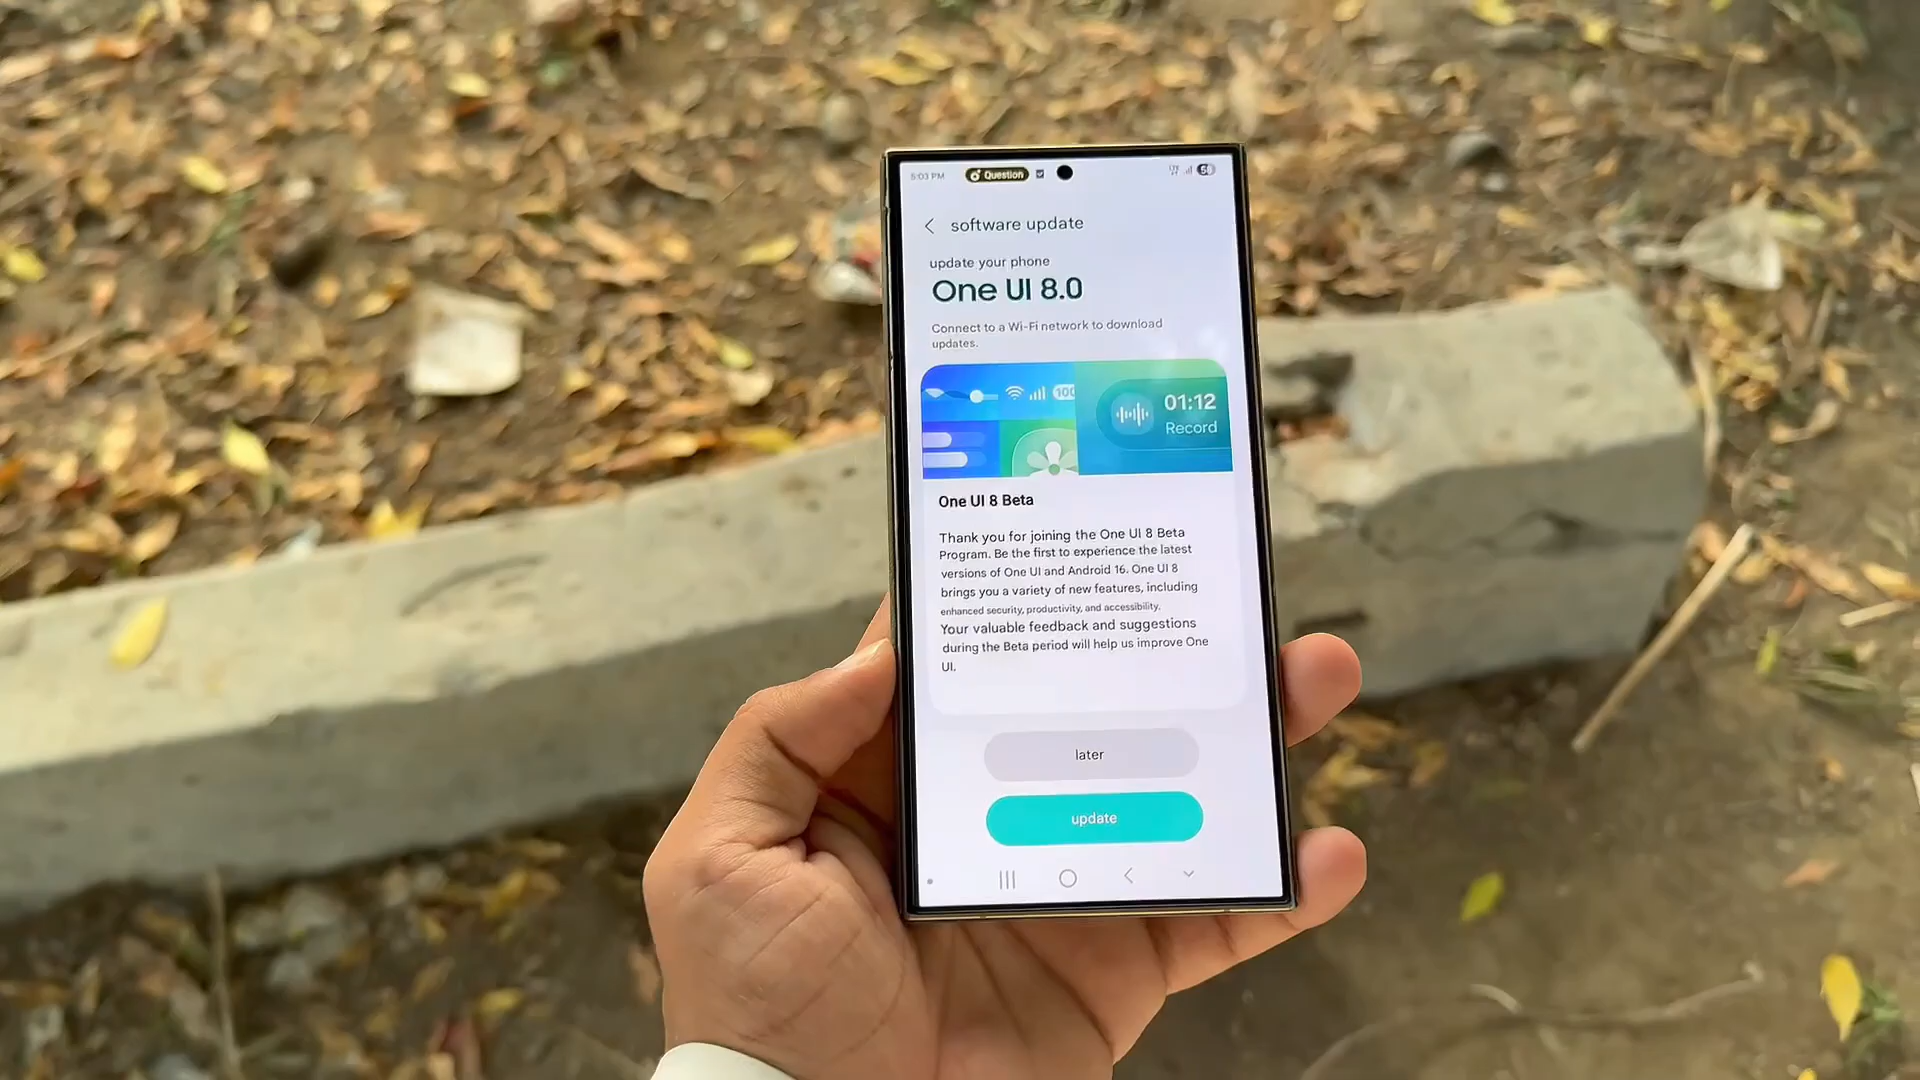 5:03 PM
Question
50
software update
update your phone
One UI 8.0
Connect to a Wi-Fi network to download
updates.
100
01:12
Record
One UI 8 Beta
Thank you for joining the One UI 8 Beta
Program. Be the first to experience the latest
versions of One UI and Android 16. One UI 8
brings you a variety of new features, including
enhanced security, productivity, and accessibility.
Your valuable feedback and suggestions
during the Beta period will help us improve One
UI.
later
update